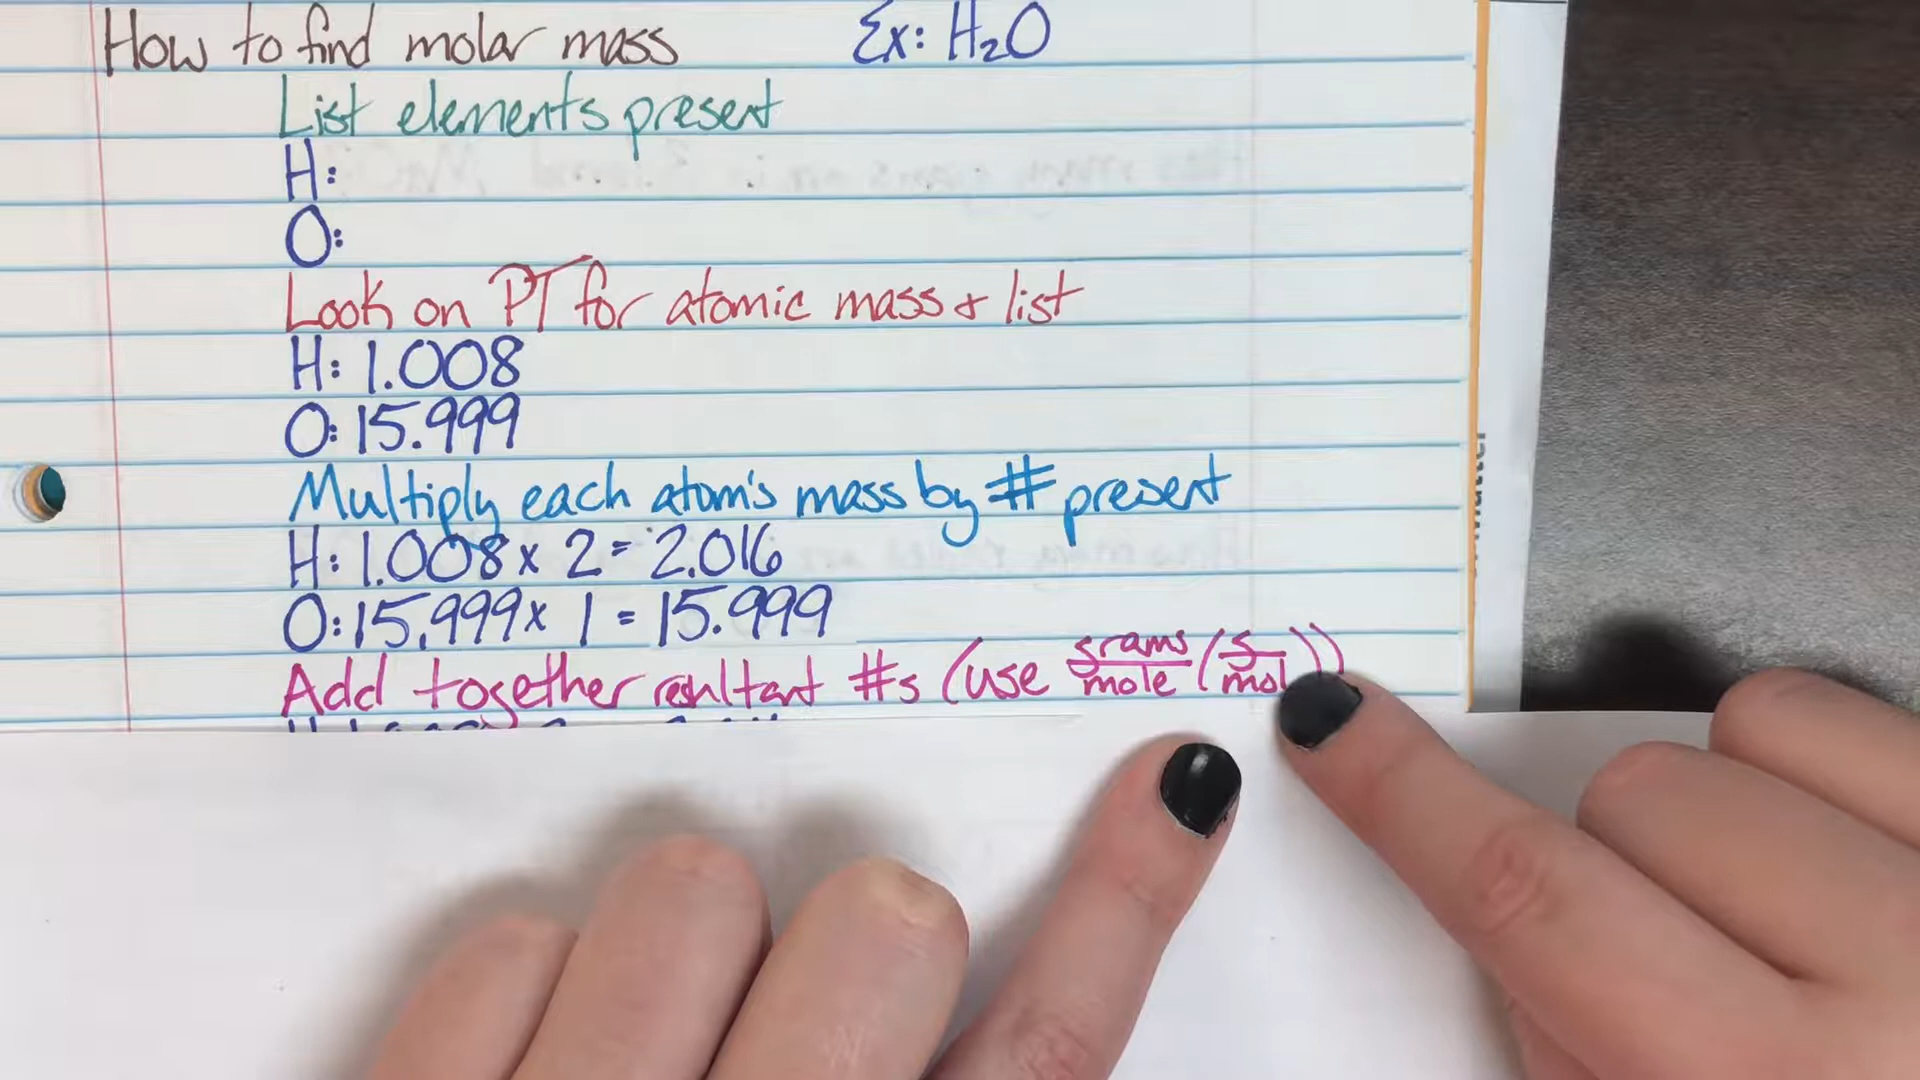 How to find molar mass Ex: H₂O
List elements present
H:
O:
Look on PT for atomic mass & list
H: 1.008
O: 15.999
Multiply each atom's mass by # present
H: 1.008 x 2 = 2.016
O: 15.999 x 1 = 15.999
Add together resultant #s (use grams/mole (g/mol))